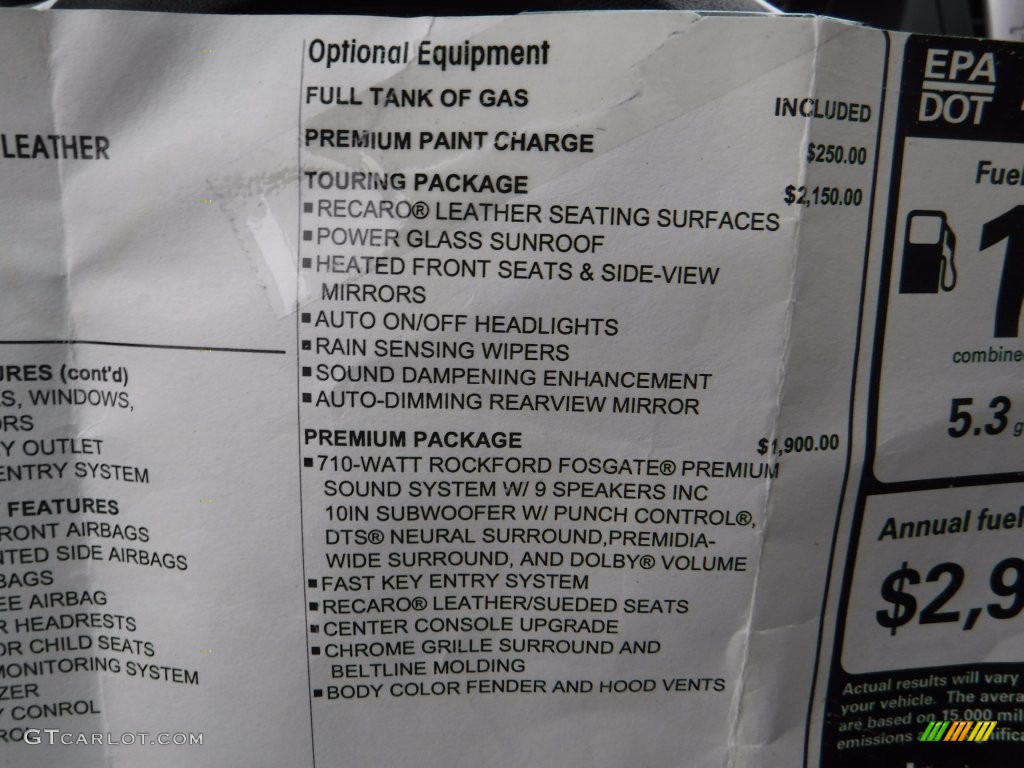 LEATHER
URES (cont'd)
S, WINDOWS,
ORS
Y OUTLET
ENTRY SYSTEM
FEATURES
RONT AIRBAGS
NTED SIDE AIRBAGS
BAGS
EE AIRBAG
R HEADRESTS
OR CHILD SEATS
MONITORING SYSTEM
ZER
Y CONROL
ROL
Optional Equipment
FULL TANK OF GAS INCLUDED
PREMIUM PAINT CHARGE $250.00
TOURING PACKAGE $2,150.00
▪RECARO® LEATHER SEATING SURFACES
▪POWER GLASS SUNROOF
▪HEATED FRONT SEATS & SIDE-VIEW
MIRRORS
▪AUTO ON/OFF HEADLIGHTS
▪RAIN SENSING WIPERS
▪SOUND DAMPENING ENHANCEMENT
▪AUTO-DIMMING REARVIEW MIRROR
PREMIUM PACKAGE $1,900.00
▪710-WATT ROCKFORD FOSGATE® PREMIUM
SOUND SYSTEM W/ 9 SPEAKERS INC
10IN SUBWOOFER W/ PUNCH CONTROL®,
DTS® NEURAL SURROUND,PREMIDIA-
WIDE SURROUND, AND DOLBY® VOLUME
▪FAST KEY ENTRY SYSTEM
▪RECARO® LEATHER/SUEDED SEATS
▪CENTER CONSOLE UPGRADE
▪CHROME GRILLE SURROUND AND
BELTLINE MOLDING
▪BODY COLOR FENDER AND HOOD VENTS
EPA
DOT
Fuel
1
combined
5.3 g
Annual fuel
$2,9
Actual results will vary
your vehicle. The avera
are based on 15,000 mil
emissions
GTCARLOT.COM